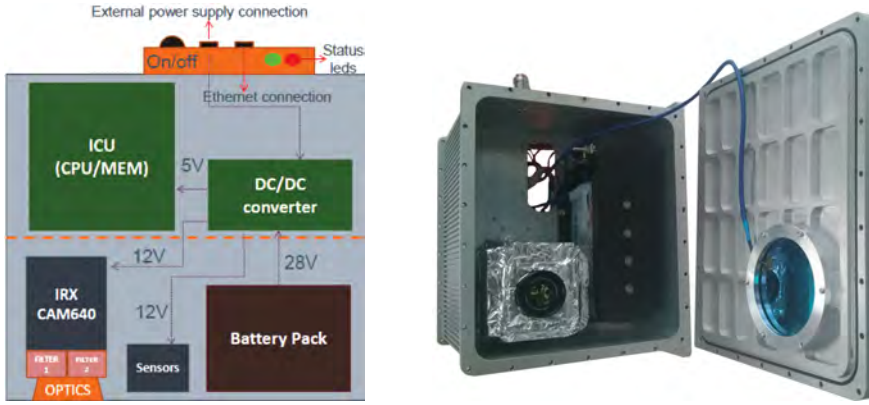 External power supply connection
On/off
Status
leds
Ethernet connection
ICU
(CPU/MEM)
5V
DC/DC
converter
12V
28V
IRX
CAM640
12V
Battery Pack
FILTER
1
FILTER
2
Sensors
OPTICS